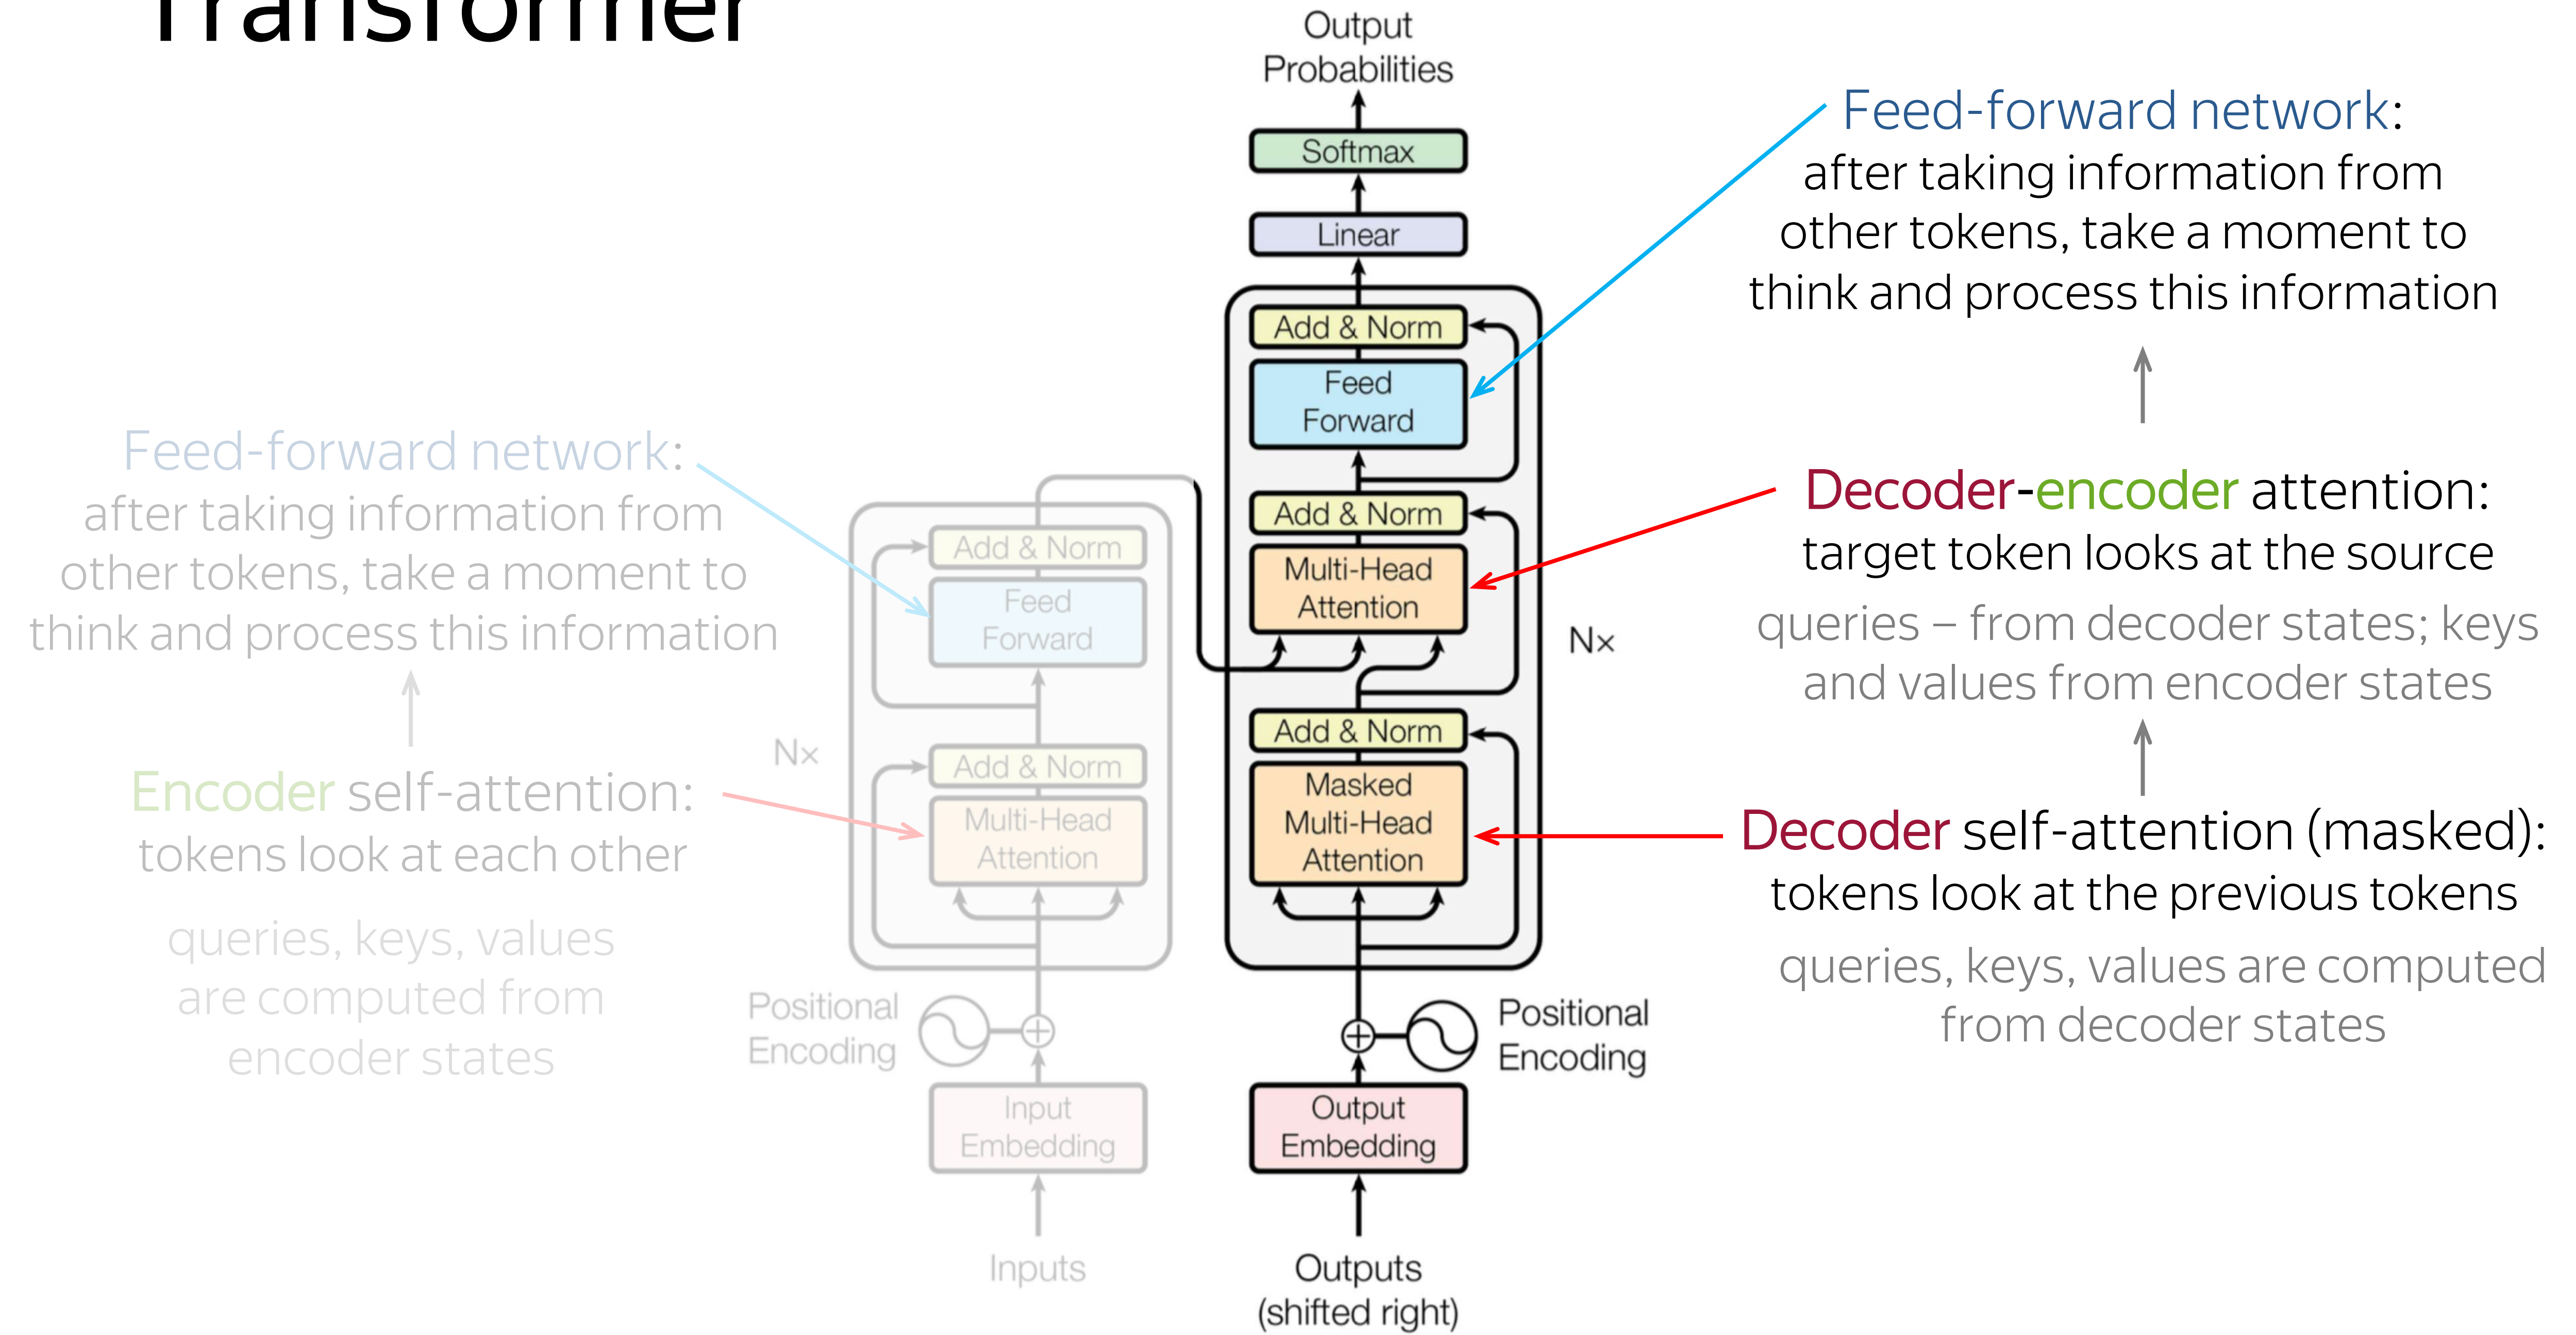 Transformer
Output
Probabilities
Softmax
Linear
Add & Norm
Feed
Forward
Add & Norm
Multi-Head
Attention
Add & Norm
Masked
Multi-Head
Attention
N×
Positional
Encoding
Output
Embedding
Outputs
(shifted right)
Feed-forward network:
after taking information from
other tokens, take a moment to
think and process this information
Decoder-encoder attention:
target token looks at the source
queries – from decoder states; keys
and values from encoder states
Decoder self-attention (masked):
tokens look at the previous tokens
queries, keys, values are computed
from decoder states
Feed-forward network:
after taking information from
other tokens, take a moment to
think and process this information
Encoder self-attention:
tokens look at each other
queries, keys, values
are computed from
encoder states
Add & Norm
Feed
Forward
N×
Add & Norm
Multi-Head
Attention
Positional
Encoding
Input
Embedding
Inputs